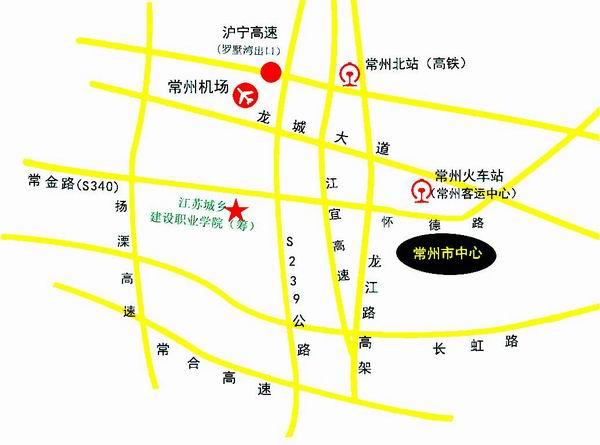 沪宁高速
(罗墅湾出口)
常州北站（高铁）
常州机场
龙城大道
常州火车站
(常州客运中心)
常金路(S340)
江苏城乡
建设职业学院（筹）
怀德路
常州市中心
扬溧高速
S239公路
江宜高速
龙江路高架
长虹路
常合高速